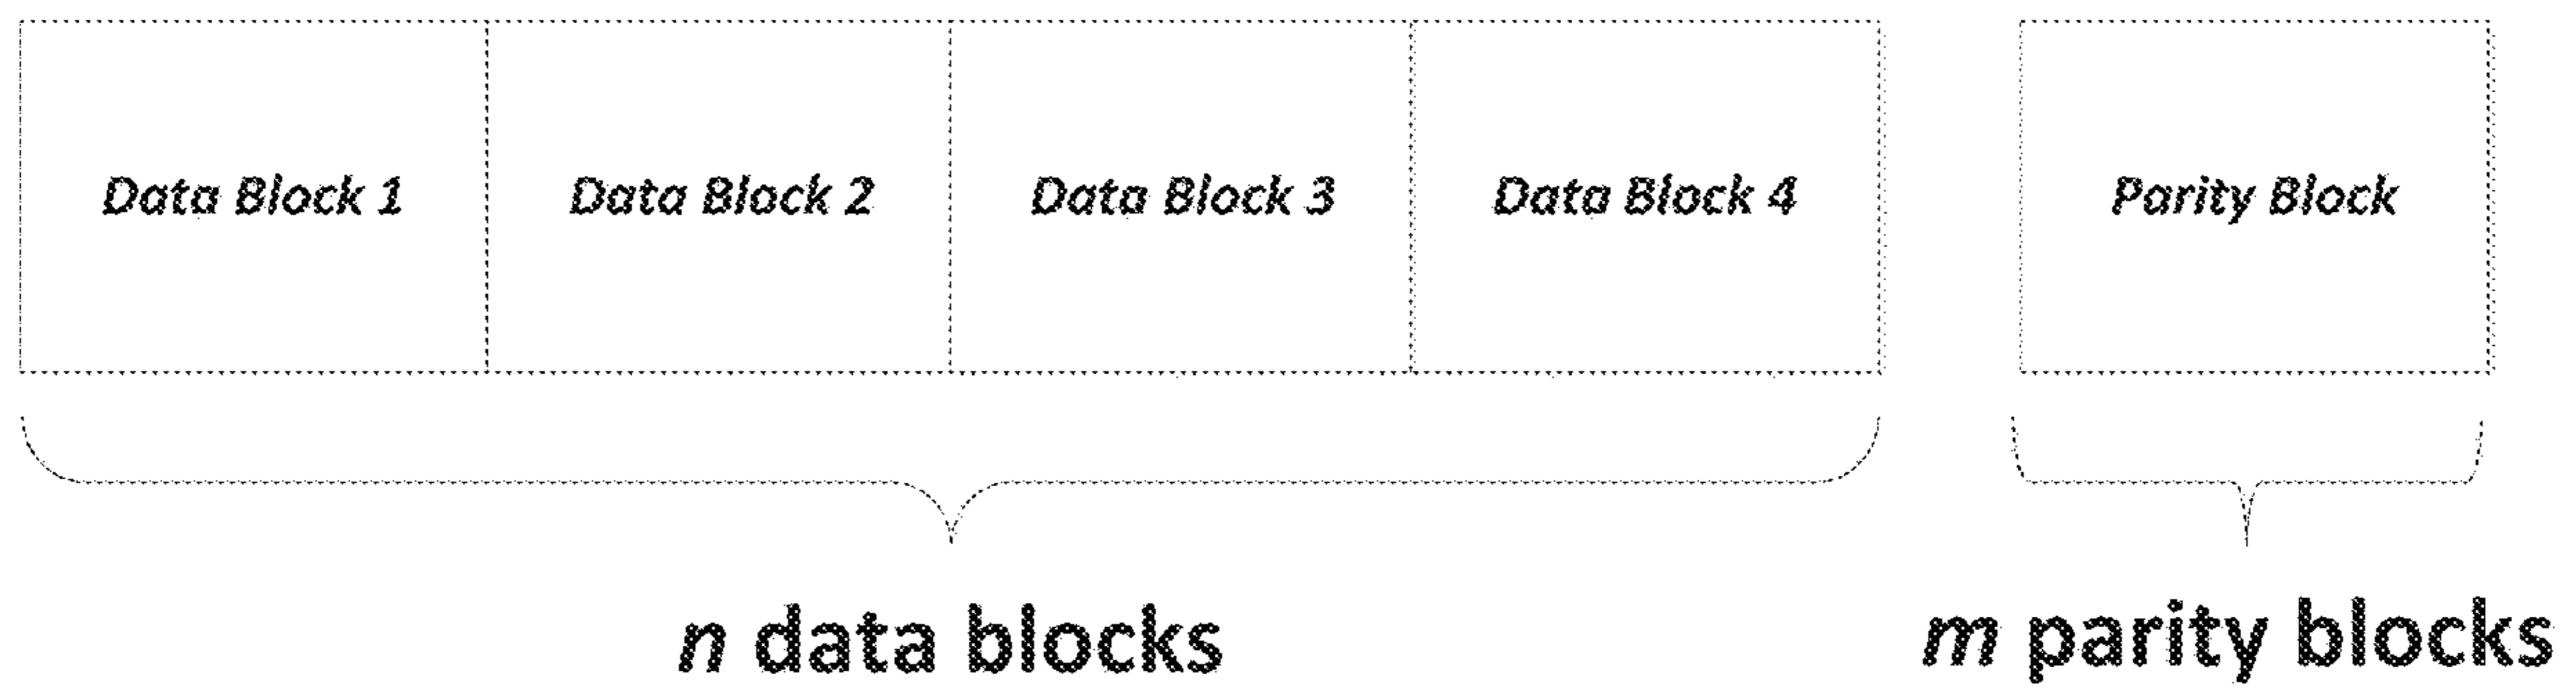 Data Block 1 Data Block 2 Data Block 3 Data Block 4 Parity Block
n data blocks m parity blocks